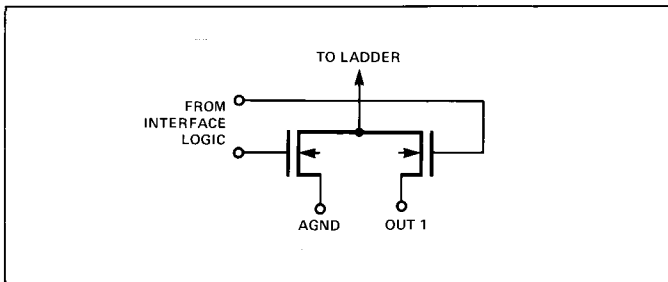 TO LADDER
FROM
INTERFACE
LOGIC
AGND
OUT 1